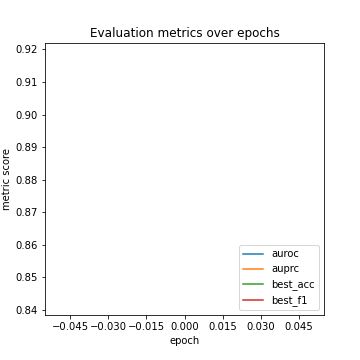 Evaluation metrics over epochs
0.92
0.91
0.90
0.89
0.88
0.87
0.86
0.85
0.84
metric score
auroc
auprc
best_acc
best_f1
−0.045 −0.030 −0.015 0.000 0.015 0.030 0.045
epoch